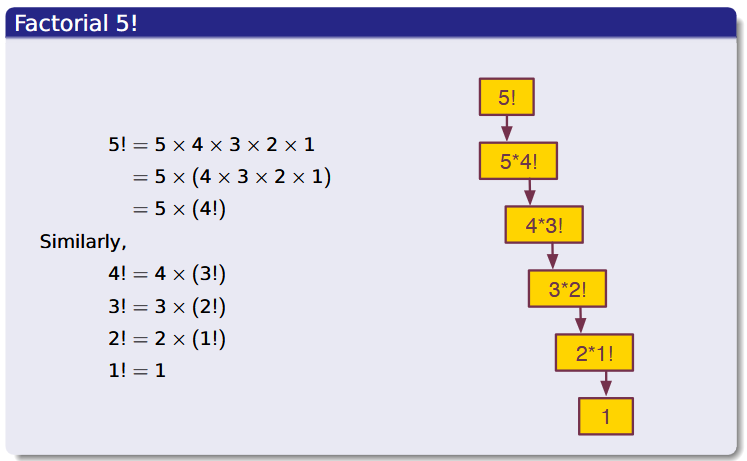 Factorial 5!
5! = 5 × 4 × 3 × 2 × 1
= 5 × (4 × 3 × 2 × 1)
= 5 × (4!)
Similarly,
4! = 4 × (3!)
3! = 3 × (2!)
2! = 2 × (1!)
1! = 1
5!
5*4!
4*3!
3*2!
2*1!
1